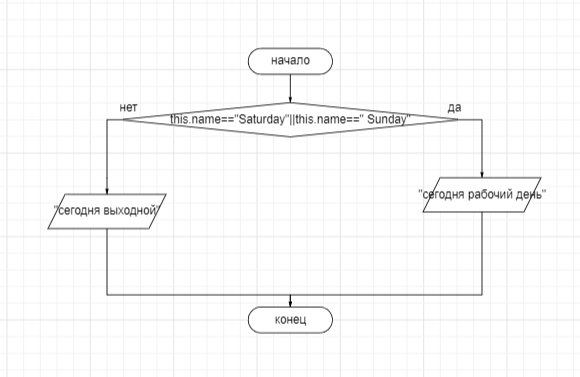 начало
нет
да
this.name=="Saturday"||this.name==" Sunday"
"сегодня рабочий день"
"сегодня выходной"
конец